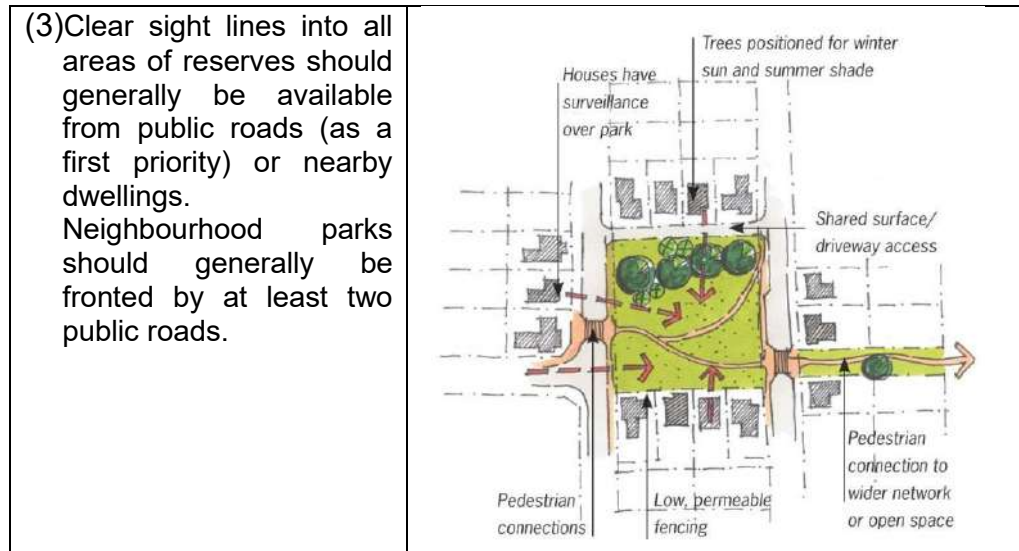 (3)Clear sight lines into all
areas of reserves should
generally be available
from public roads (as a
first priority) or nearby
dwellings.
Neighbourhood parks
should generally be
fronted by at least two
public roads.
Trees positioned for winter
sun and summer shade
Houses have
surveillance
over park
Shared surface/
driveway access
Pedestrian
connection to
wider network
or open space
Pedestrian
connections
Low, permeable
fencing